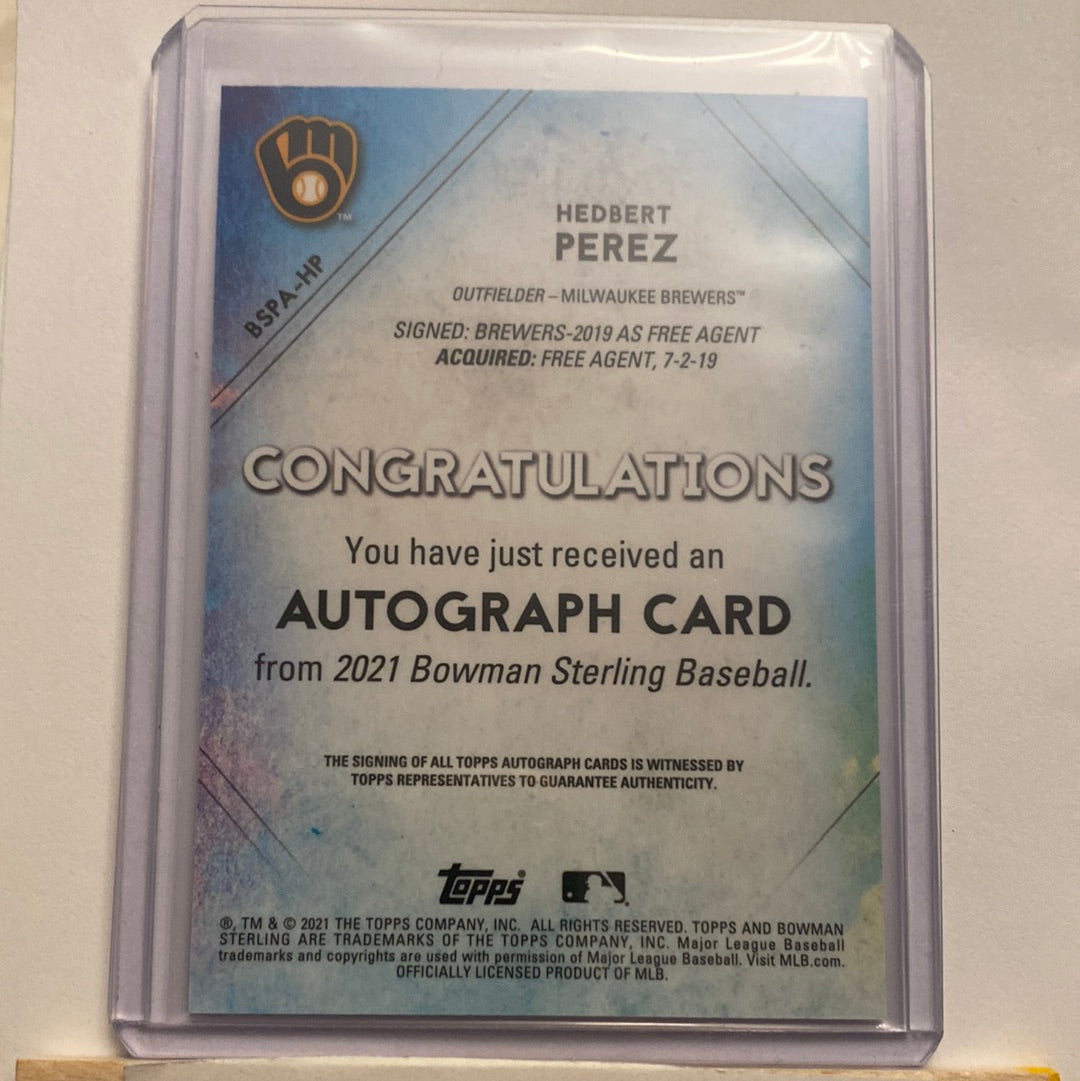 TM
BSPA-HP
HEDBERT
PEREZ
OUTFIELDER – MILWAUKEE BREWERS™
SIGNED: BREWERS-2019 AS FREE AGENT
ACQUIRED: FREE AGENT, 7-2-19
CONGRATULATIONS
You have just received an
AUTOGRAPH CARD
from 2021 Bowman Sterling Baseball.
THE SIGNING OF ALL TOPPS AUTOGRAPH CARDS IS WITNESSED BY
TOPPS REPRESENTATIVES TO GUARANTEE AUTHENTICITY.
topps
®, TM & © 2021 THE TOPPS COMPANY, INC. ALL RIGHTS RESERVED. TOPPS AND BOWMAN
STERLING ARE TRADEMARKS OF THE TOPPS COMPANY, INC. Major League Baseball
trademarks and copyrights are used with permission of Major League Baseball. Visit MLB.com.
OFFICIALLY LICENSED PRODUCT OF MLB.